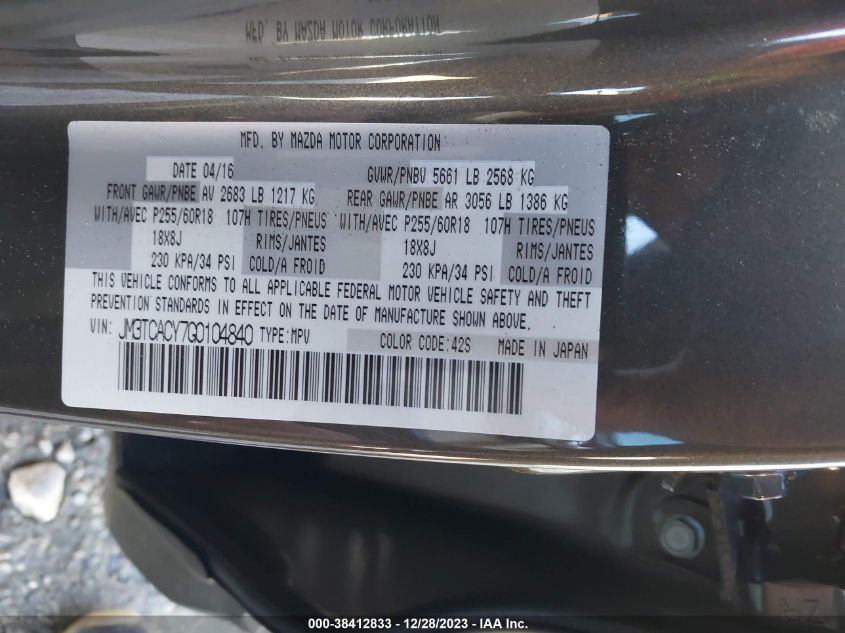 MFD. BY MAZDA MOTOR CORPORATION
MFD. BY MAZDA MOTOR CORPORATION
DATE 04/16 GVWR/PNBV 5661 LB 2568 KG
FRONT GAWR/PNBE AV 2683 LB 1217 KG REAR GAWR/PNBE AR 3056 LB 1386 KG
WITH/AVEC P255/60R18 107H TIRES/PNEUS WITH/AVEC P255/60R18 107H TIRES/PNEUS
18X8J RIMS/JANTES 18X8J RIMS/JANTES
230 KPA/34 PSI COLD/A FROID 230 KPA/34 PSI COLD/A FROID
THIS VEHICLE CONFORMS TO ALL APPLICABLE FEDERAL MOTOR VEHICLE SAFETY AND THEFT
PREVENTION STANDARDS IN EFFECT ON THE DATE OF MANUFACTURE SHOWN ABOVE.
VIN: JM3TCACY7G0104840 TYPE:MPV COLOR CODE:42S MADE IN JAPAN
000-38412833 - 12/28/2023 - IAA Inc.